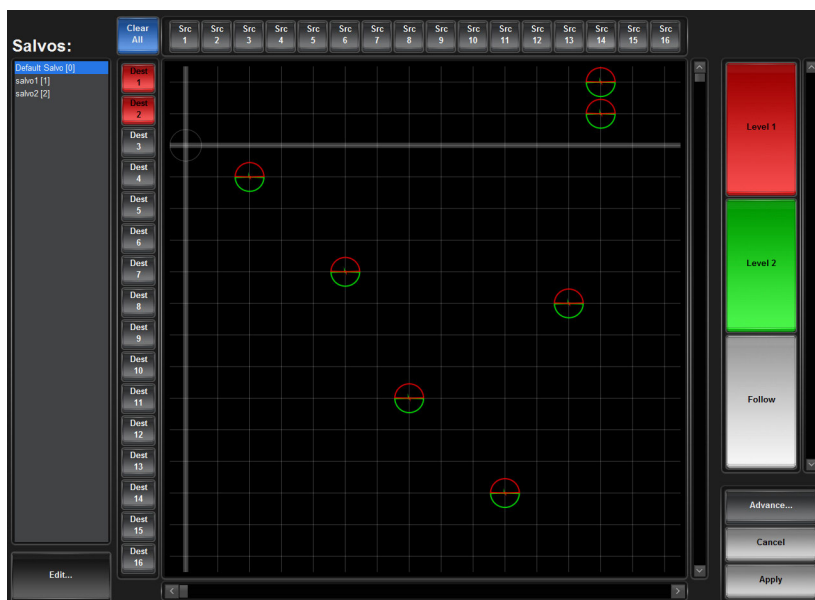 Salvos:
Default Salvo [0]
salvo1 [1]
salvo2 [2]
Edit...
Clear
All
Src
1
Src
2
Src
3
Src
4
Src
5
Src
6
Src
7
Src
8
Src
9
Src
10
Src
11
Src
12
Src
13
Src
14
Src
15
Src
16
Dest
1
Dest
2
Dest
3
Dest
4
Dest
5
Dest
6
Dest
7
Dest
8
Dest
9
Dest
10
Dest
11
Dest
12
Dest
13
Dest
14
Dest
15
Dest
16
Level 1
Level 2
Follow
Advance...
Cancel
Apply